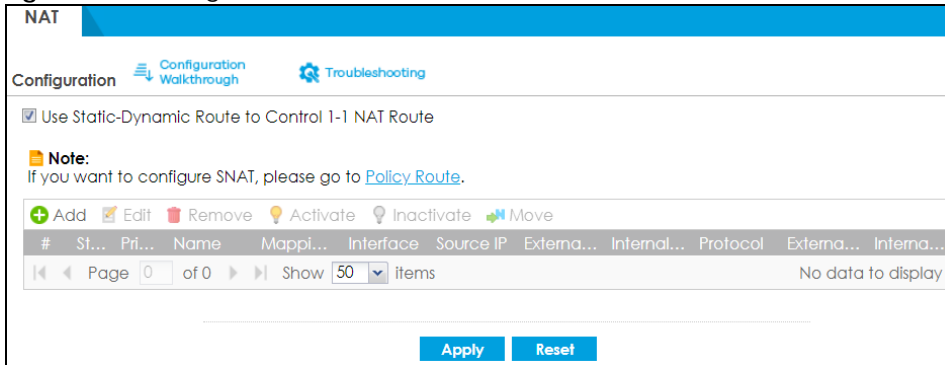 NAT
Configuration
Configuration Walkthrough
Troubleshooting
Use Static-Dynamic Route to Control 1-1 NAT Route
Note:
If you want to configure SNAT, please go to Policy Route.
Add Edit Remove Activate Inactivate Move
# St... Pri... Name Mappi... Interface Source IP Externa... Internal... Protocol Externa... Interna...
Page 0 of 0 Show 50 items No data to display
Apply Reset